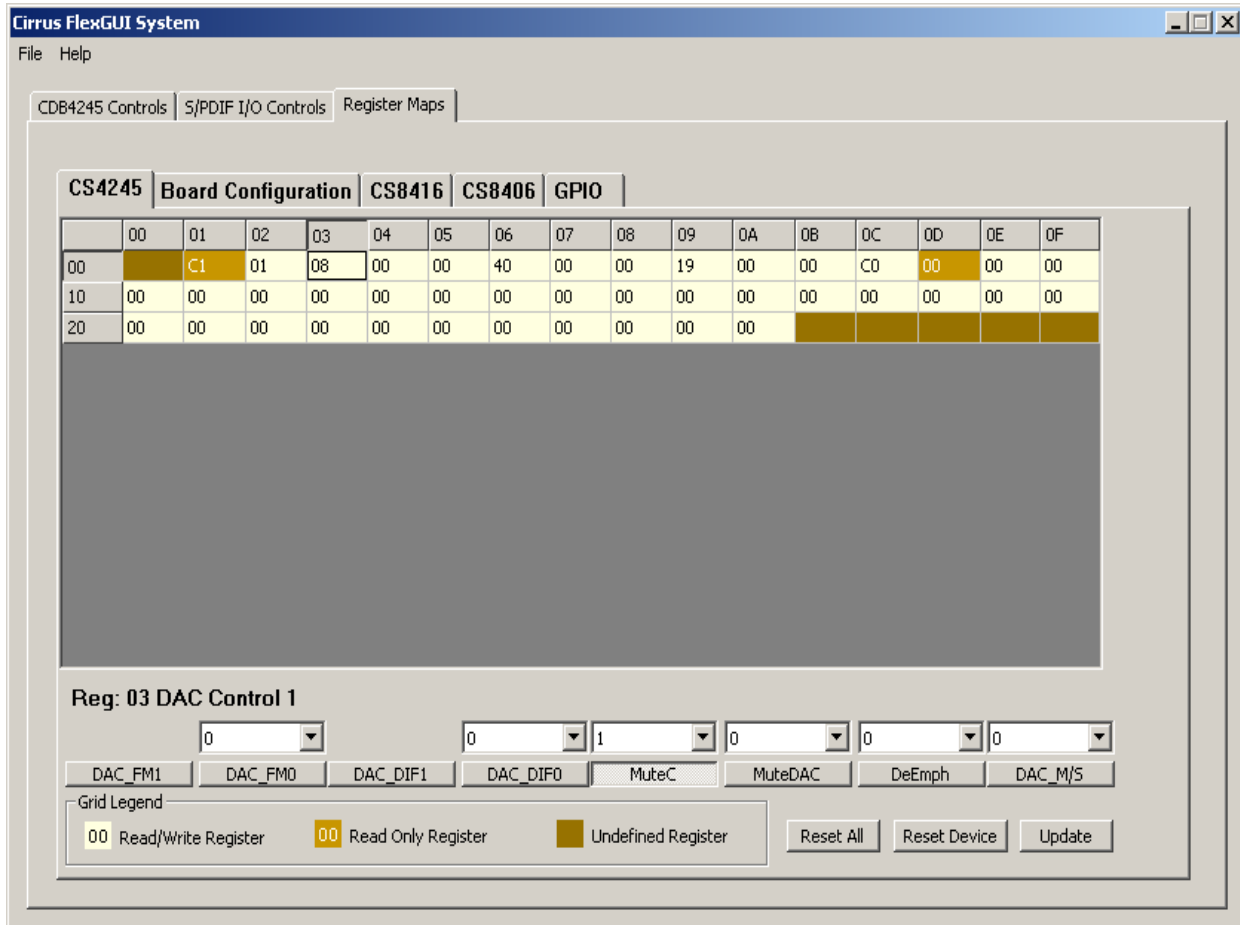 Cirrus FlexGUI System
File Help
CDB4245 Controls S/PDIF I/O Controls Register Maps
CS4245 Board Configuration CS8416 CS8406 GPIO
00 01 02 03 04 05 06 07 08 09 0A 0B 0C 0D 0E 0F
00 C1 01 08 00 00 40 00 00 19 00 00 C0 00 00 00
10 00 00 00 00 00 00 00 00 00 00 00 00 00 00 00 00
20 00 00 00 00 00 00 00 00 00 00 00
Reg: 03 DAC Control 1
0 0 1 0 0 0
DAC_FM1 DAC_FM0 DAC_DIF1 DAC_DIF0 MuteC MuteDAC DeEmph DAC_M/S
Grid Legend
00 Read/Write Register 00 Read Only Register Undefined Register Reset All Reset Device Update